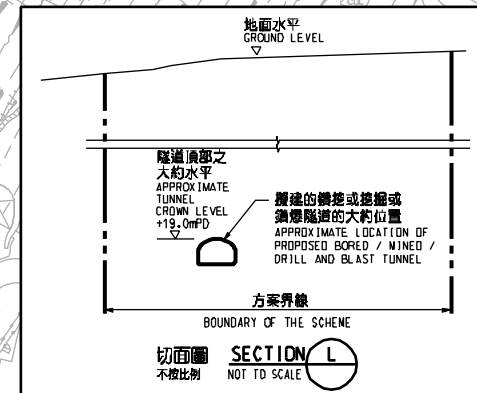 地面水平
GROUND LEVEL
隧道頂部之
大約水平
APPROXIMATE
TUNNEL
CROWN LEVEL
+19.0mPD
擬建的鑽挖或挖掘或
鑽爆隧道的大約位置
APPROXIMATE LOCATION OF
PROPOSED BORED / MINED /
DRILL AND BLAST TUNNEL
方案界線
BOUNDARY OF THE SCHEME
切面圖 SECTION L
不按比例 NOT TO SCALE